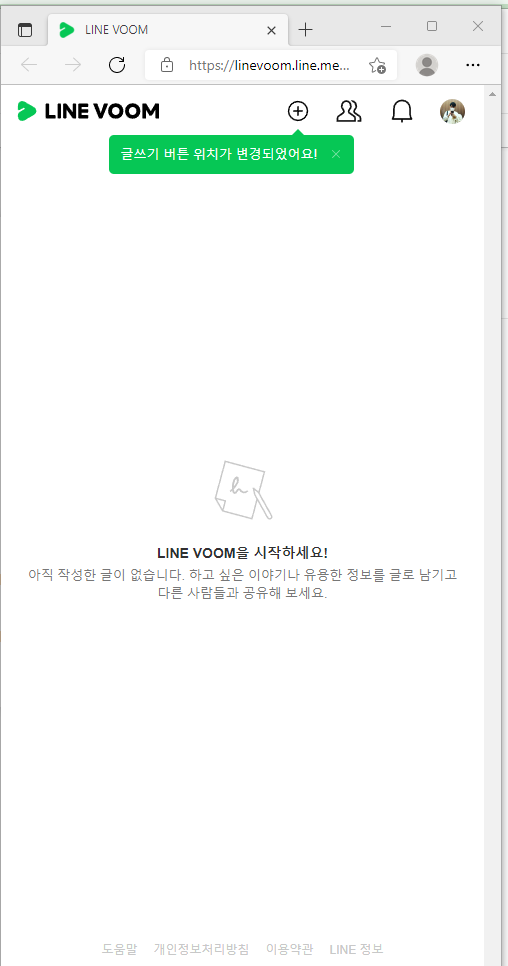 LINE VOOM
https://linevoom.line.me...
LINE VOOM
글쓰기 버튼 위치가 변경되었어요!
LINE VOOM을 시작하세요!
아직 작성한 글이 없습니다. 하고 싶은 이야기나 유용한 정보를 글로 남기고
다른 사람들과 공유해 보세요.
도움말 개인정보처리방침 이용약관 LINE 정보